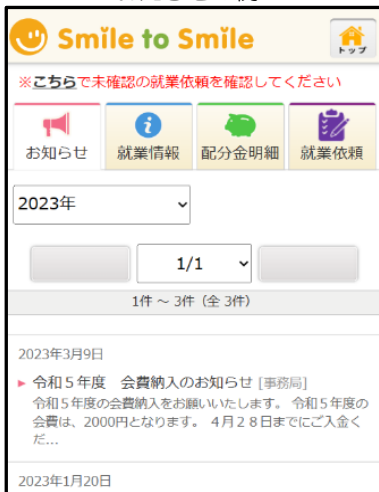 Smile to Smile
トップ
※こちらで未確認の就業依頼を確認してください
お知らせ 就業情報 配分金明細 就業依頼
2023年
1/1
1件 ~ 3件 (全 3件)
2023年3月9日
令和５年度　会費納入のお知らせ [事務局]
令和５年度の会費納入をお願いいたします。 令和５年度の
会費は、2000円となります。 ４月２８日までにご入金く
だ...
2023年1月20日